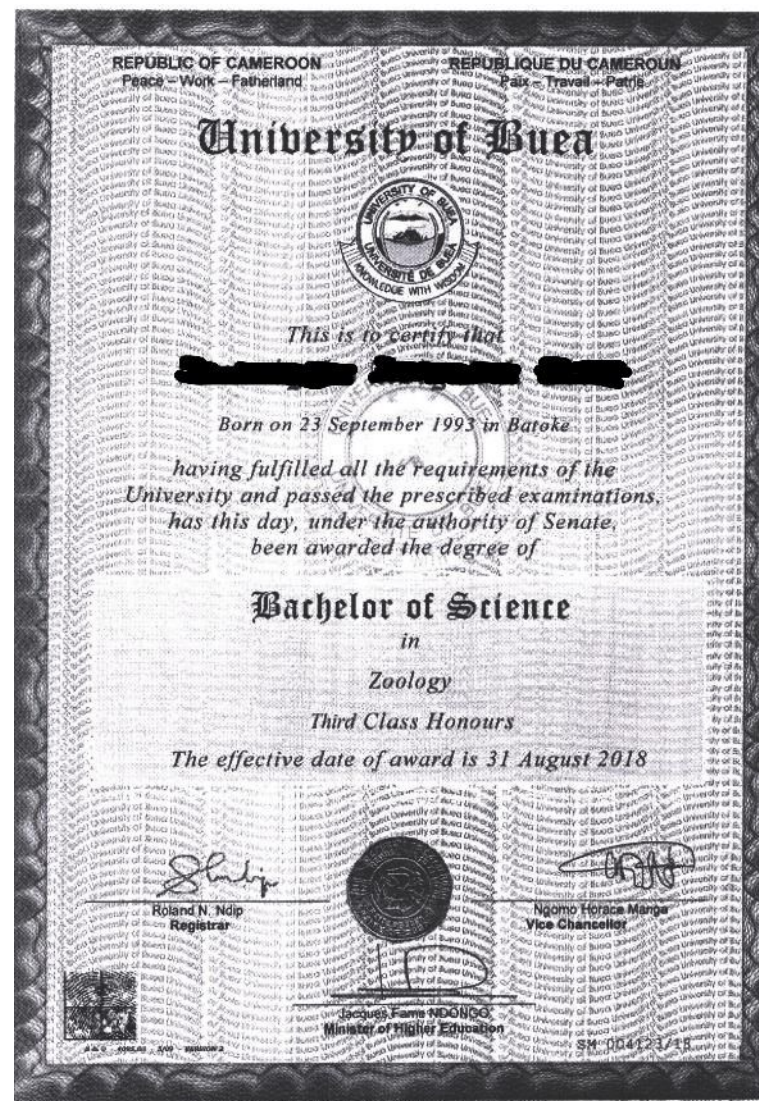 REPUBLIC OF CAMEROON
Peace – Work – Fatherland
REPUBLIQUE DU CAMEROUN
Paix – Travail – Patrie
University of Buea
UNIVERSITY OF BUEA
UNIVERSITÉ DE BUEA
KNOWLEDGE WITH WISDOM
This is to certify that
Born on 23 September 1993 in Batoke
having fulfilled all the requirements of the
University and passed the prescribed examinations,
has this day, under the authority of Senate,
been awarded the degree of
Bachelor of Science
in
Zoology
Third Class Honours
The effective date of award is 31 August 2018
Roland N. Ndip
Registrar
Ngomo Horace Manga
Vice Chancellor
Jacques Fame NDONGO
Minister of Higher Education
SM 004123/18